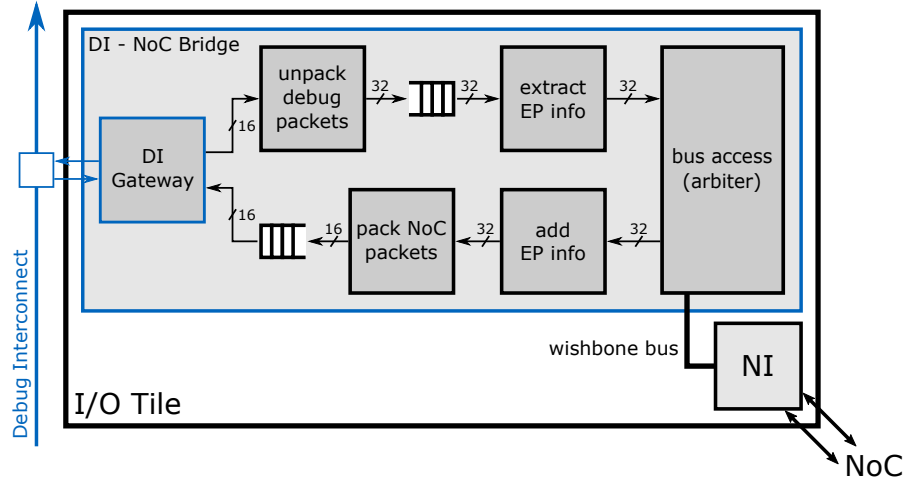 DI - NoC Bridge
unpack
debug
packets
32
32
extract
EP info
32
bus access
(arbiter)
16
DI
Gateway
16
16
pack NoC
packets
32
add
EP info
32
Debug Interconnect
wishbone bus
NI
I/O Tile
NoC